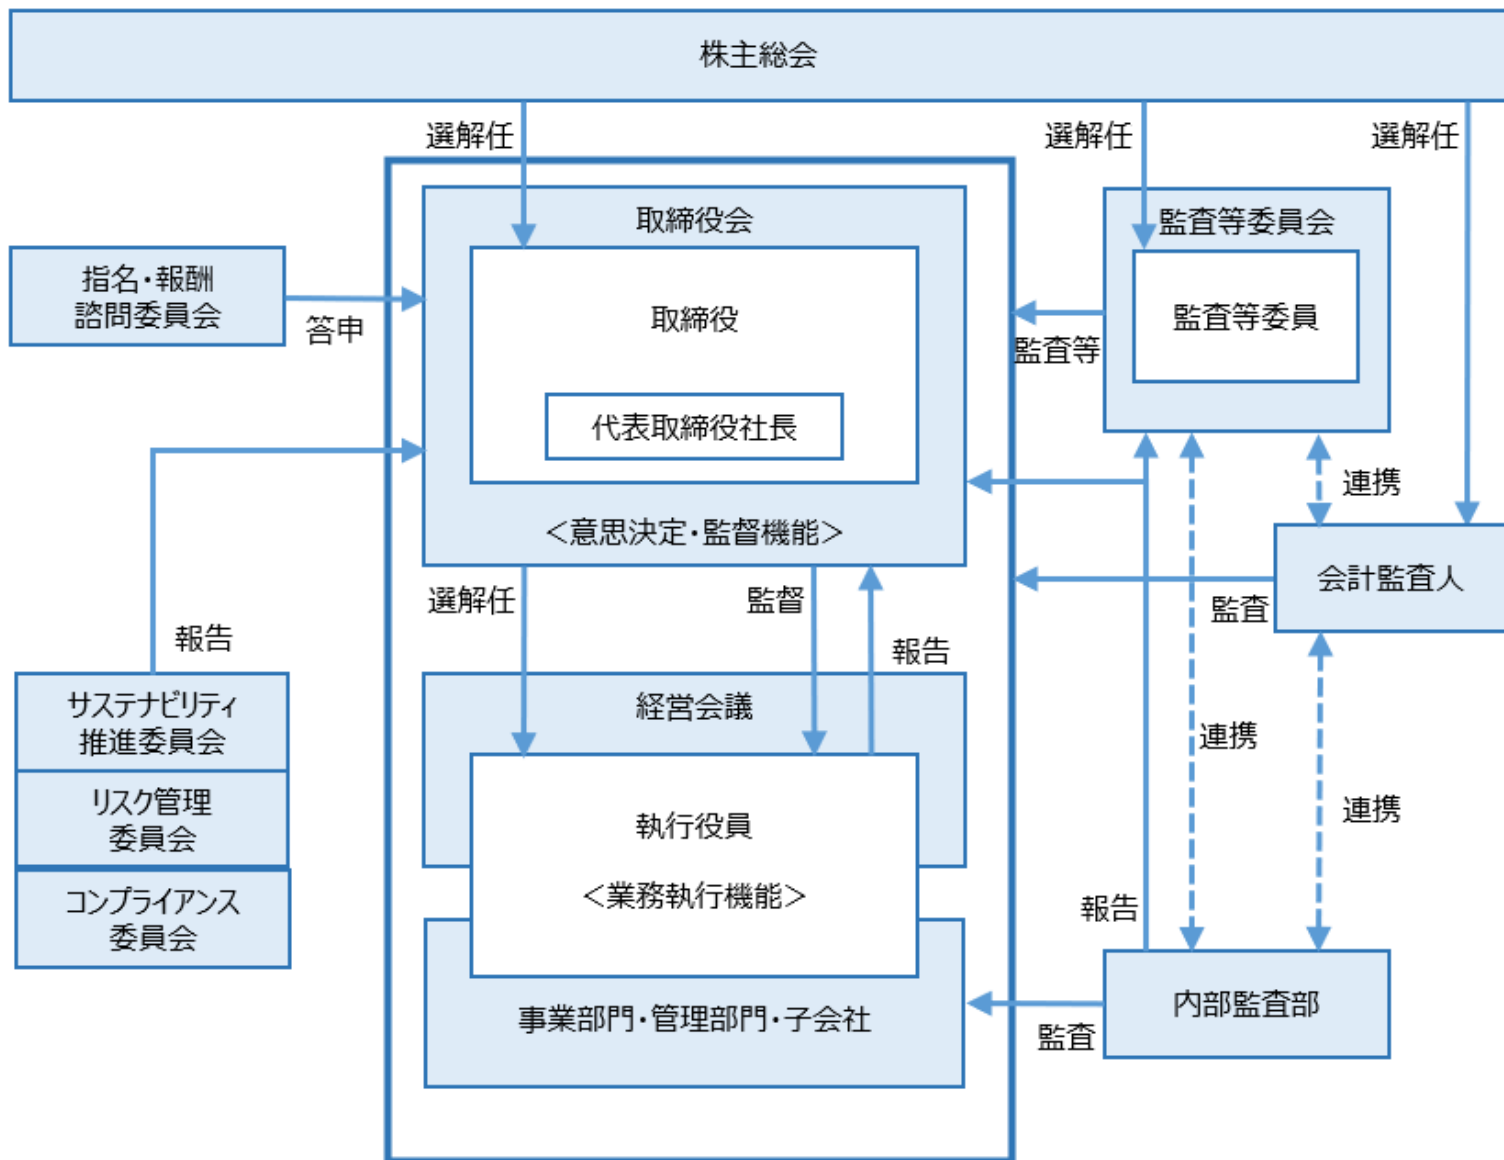 株主総会
選解任
選解任
選解任
取締役会
監査等委員会
指名・報酬
諮問委員会
答申
取締役
監査等
監査等委員
代表取締役社長
連携
＜意思決定・監督機能＞
会計監査人
選解任
監督
監査
報告
報告
サステナビリティ
推進委員会
経営会議
連携
リスク管理
委員会
執行役員
連携
コンプライアンス
委員会
＜業務執行機能＞
報告
事業部門・管理部門・子会社
監査
内部監査部